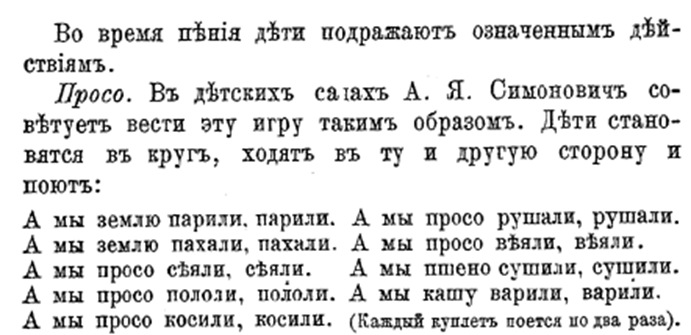 Во время пѣнія дѣти подражаютъ означеннымъ дѣй-
ствіямъ.
Просо. Въ дѣтскихъ садахъ А. Я. Симоновичъ со-
вѣтуетъ вести эту игру такимъ образомъ. Дѣти стано-
вятся въ кругъ, ходятъ въ ту и другую сторону и
поютъ:
А мы землю парили, парили.
А мы землю пахали, пахали.
А мы просо сѣяли, сѣяли.
А мы просо пололи, пололи.
А мы просо косили, косили.
А мы просо рушали, рушали.
А мы просо вѣяли, вѣяли.
А мы пшено сушили, сушили.
А мы кашу варили, варили.
(Каждый куплетъ поется по два раза).